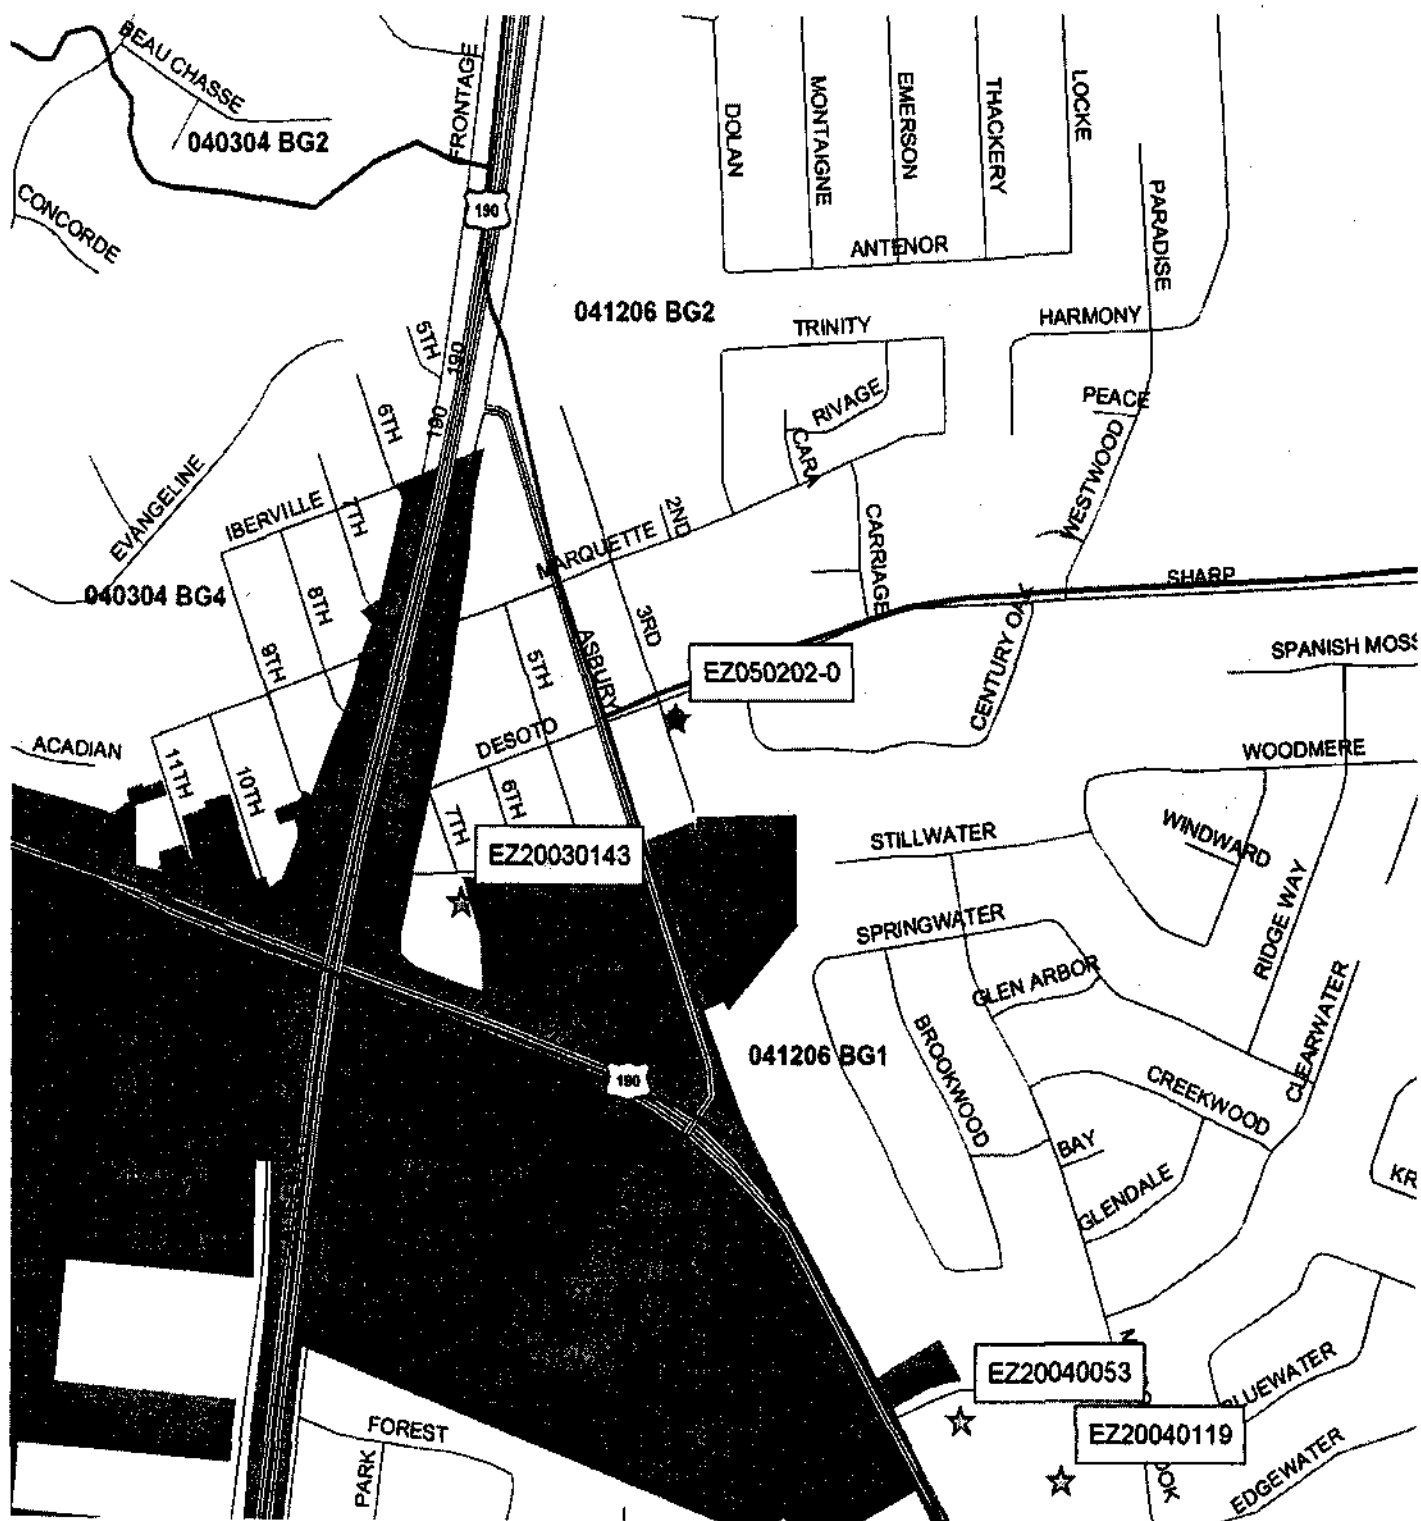 BEAU CHASSE
FRONTAGE
040304 BG2
DOLAN
MONTAIGNE
EMERSON
THACKERY
LOCKE
CONCORDE
190
PARADISE
ANTENOR
041206 BG2
HARMONY
TRINITY
5TH
190
190
6TH
RIVAGE
PEACE
EVANGELINE
IBERVILLE
7TH
WESTWOOD
2ND
MARQUETTE
CARRIAGE
040304 BG4
8TH
SHARP
3RD
CENTURY OAK
9TH
5TH
ASBURY
EZ050202-0
SPANISH MOSS
ACADIAN
DESOTO
WOODMERE
11TH
10TH
6TH
7TH
STILLWATER
WINDWARD
EZ20030143
RIDGE WAY
SPRINGWATER
GLEN ARBOR
CLEARWATER
BROOKWOOD
041206 BG1
190
CREEKWOOD
BAY
GLENDALE
KR
EZ20040053
BLUEWATER
EZ20040119
FOREST
PARK
OOK
EDGEWATER